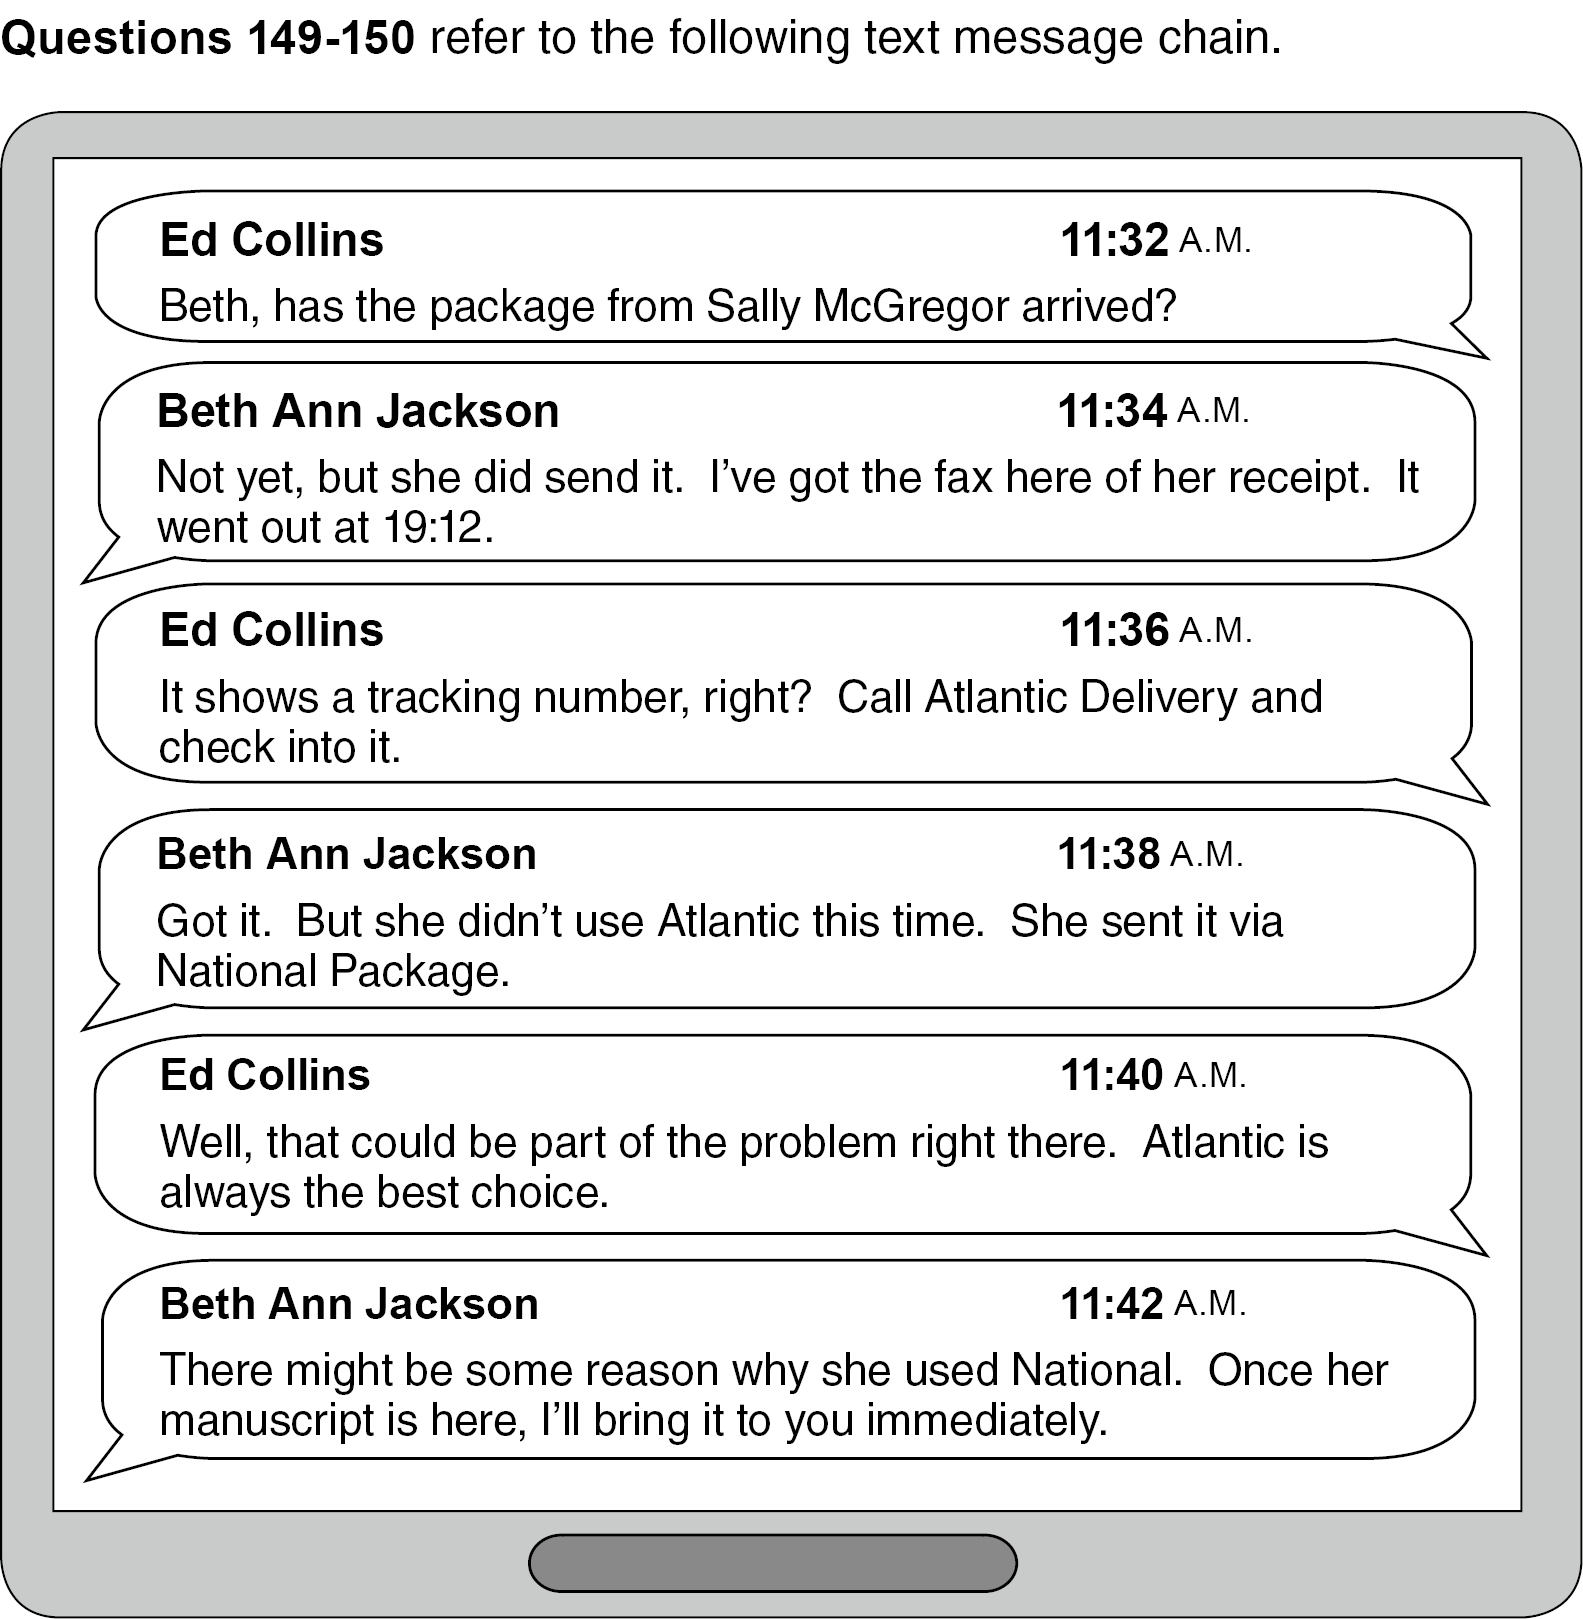 Questions 149-150 refer to the following text message chain.
Ed Collins 11:32 A.M.
Beth, has the package from Sally McGregor arrived?
Beth Ann Jackson 11:34 A.M.
Not yet, but she did send it.  I’ve got the fax here of her receipt.  It
went out at 19:12.
Ed Collins 11:36 A.M.
It shows a tracking number, right?  Call Atlantic Delivery and
check into it.
Beth Ann Jackson 11:38 A.M.
Got it.  But she didn’t use Atlantic this time.  She sent it via
National Package.
Ed Collins 11:40 A.M.
Well, that could be part of the problem right there.  Atlantic is
always the best choice.
Beth Ann Jackson 11:42 A.M.
There might be some reason why she used National.  Once her
manuscript is here, I’ll bring it to you immediately.